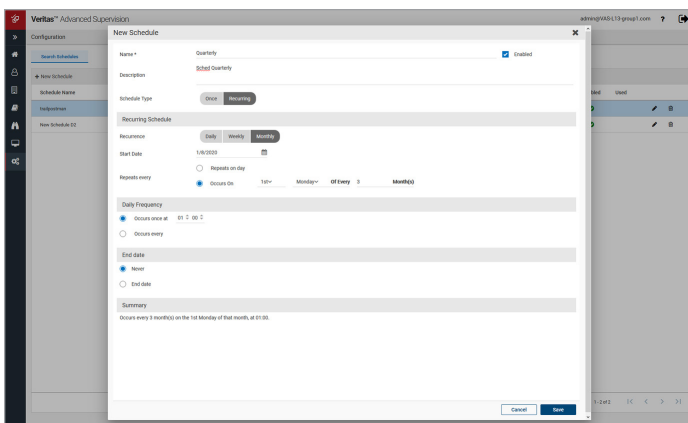 Veritas™ Advanced Supervision
admin@VAS-L13-group1.com ?
Configuration
New Schedule
Search Schedules
Name *
Quarterly
Enabled
Description
Sched Quarterly
+ New Schedule
Schedule Name
Used
Schedule Type
Once Recurring
New Schedule D2
Recurring Schedule
Recurrence
Daily Weekly Monthly
Start Date
1/8/2020
Repeats every
Repeats on day
Occurs On 1st Monday Of Every 3 Month(s)
Daily Frequency
Occurs once at 01 00
Occurs every
End date
Never
End date
Summary
Occurs every 3 month(s) on the 1st Monday of that month, at 01:00.
1 - 2 of 2
Cancel Save